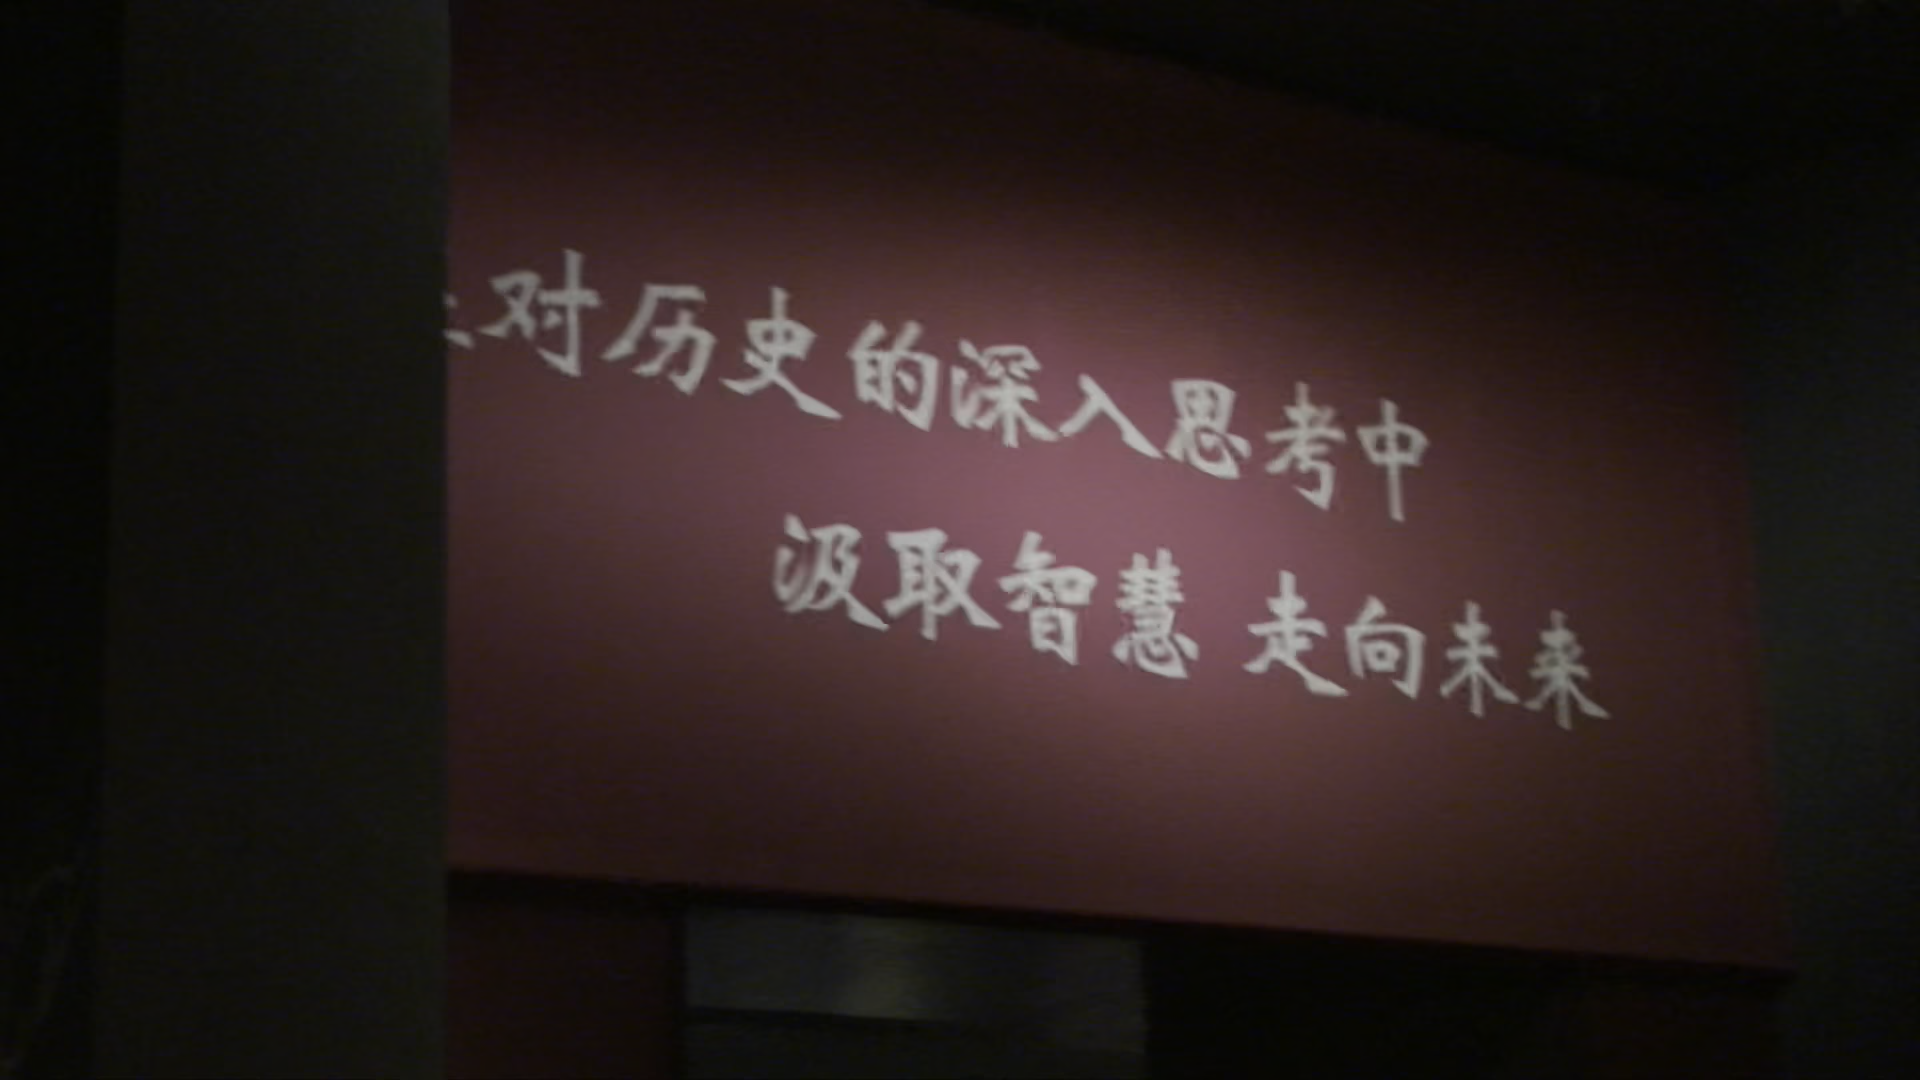 对历史的深入思考中
汲取智慧 走向未来